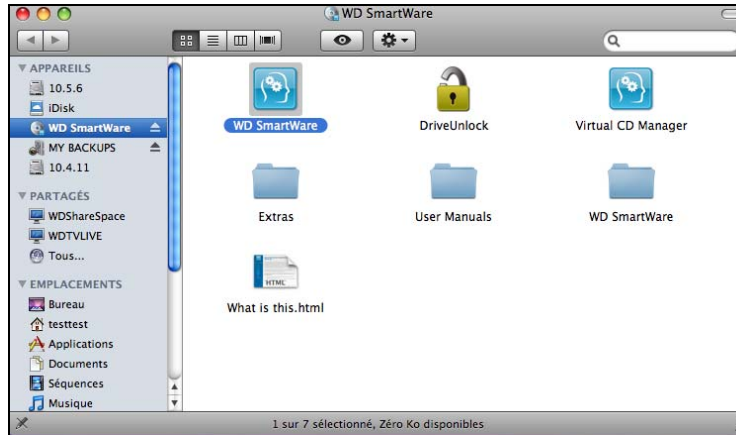 WD SmartWare
APPAREILS
10.5.6
iDisk
WD SmartWare
MY BACKUPS
10.4.11
PARTAGÉS
WDShareSpace
WDTVLIVE
Tous...
EMPLACEMENTS
Bureau
testtest
Applications
Documents
Séquences
Musique
WD SmartWare
DriveUnlock
Virtual CD Manager
Extras
User Manuals
WD SmartWare
HTML
What is this.html
1 sur 7 sélectionné, Zéro Ko disponibles